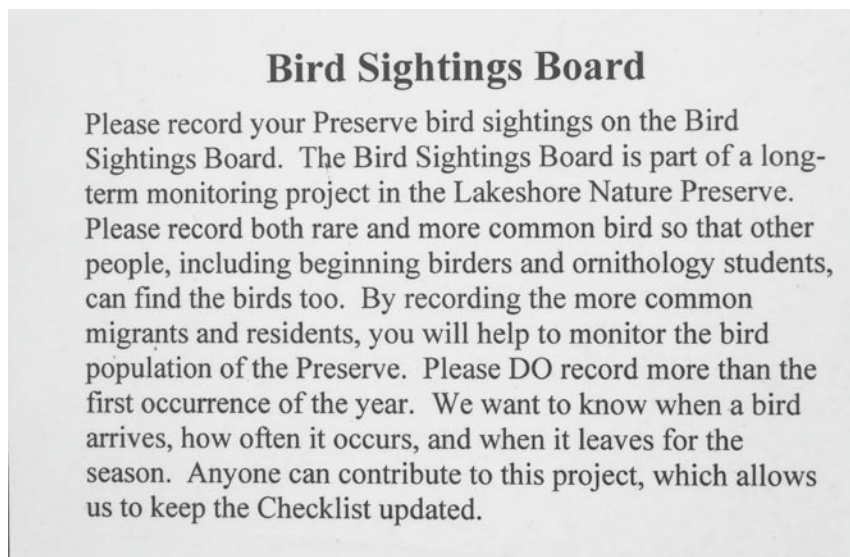 Bird Sightings Board
Please record your Preserve bird sightings on the Bird
Sightings Board.  The Bird Sightings Board is part of a long-
term monitoring project in the Lakeshore Nature Preserve.
Please record both rare and more common bird so that other
people, including beginning birders and ornithology students,
can find the birds too.  By recording the more common
migrants and residents, you will help to monitor the bird
population of the Preserve.  Please DO record more than the
first occurrence of the year.  We want to know when a bird
arrives, how often it occurs, and when it leaves for the
season.  Anyone can contribute to this project, which allows
us to keep the Checklist updated.